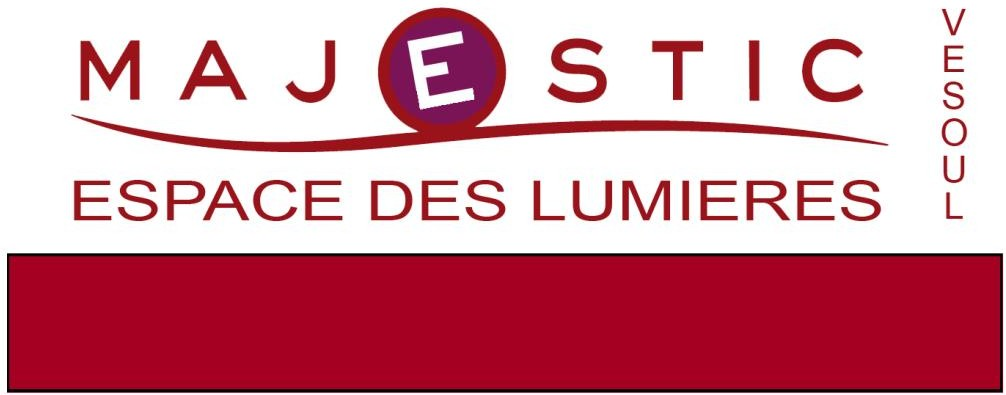 MAJESTIC
ESPACE DES LUMIERES
VESOUL